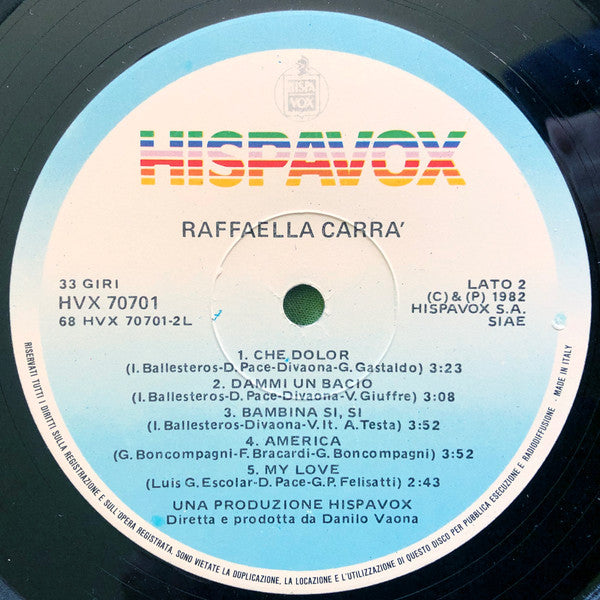 HISPA
VOX
HISPAVOX
RAFFAELLA CARRA'
33 GIRI
HVX 70701
68 HVX 70701-2L
LATO 2
(C) & (P) 1982
HISPAVOX S.A.
SIAE
1. CHE DOLOR
(I. Ballesteros-D. Pace-Divaona-G. Gastaldo) 3:23
2. DAMMI UN BACIO
(I. Ballesteros-D. Pace-Divaona-V. Giuffre) 3:08
3. BAMBINA SI, SI
(I. Ballesteros-Divaona-V. It. A. Testa) 3:52
4. AMERICA
(G. Boncompagni-F. Bracardi-G. Boncompagni) 3:52
5. MY LOVE
(Luis G. Escolar-D. Pace-G.P. Felisatti) 2:43
UNA PRODUZIONE HISPAVOX
Diretta e prodotta da Danilo Vaona
RISERVATI TUTTI I DIRITTI SULLA REGISTRAZIONE E SULL'OPERA REGISTRATA. SONO VIETATE LA DUPLICAZIONE. LA LOCAZIONE E L'UTILIZZAZIONE DI QUESTO DISCO PER PUBBLICA ESECUZIONE E RADIODIFFUSIONE - MADE IN ITALY